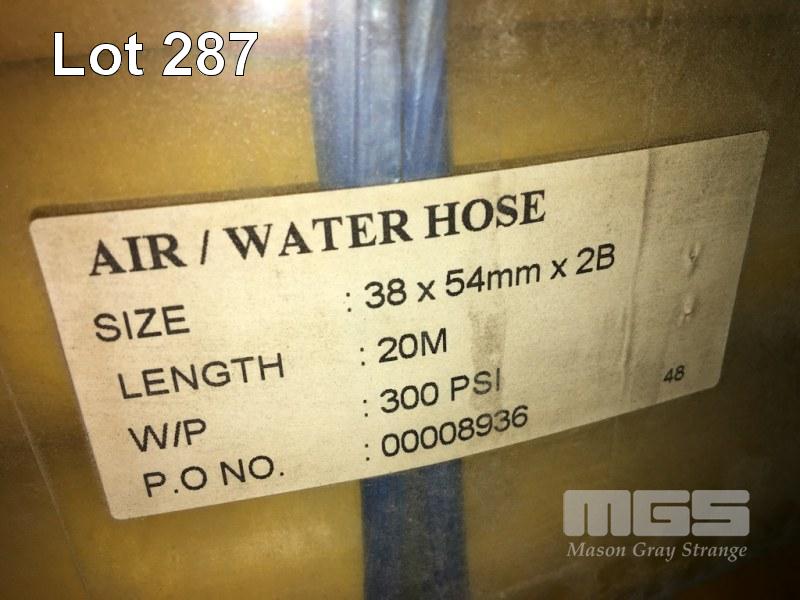 Lot 287
AIR / WATER HOSE
SIZE : 38 x 54mm x 2B
LENGTH : 20M
W/P : 300 PSI
P.O NO. : 00008936
48
MGS
Mason Gray Strange